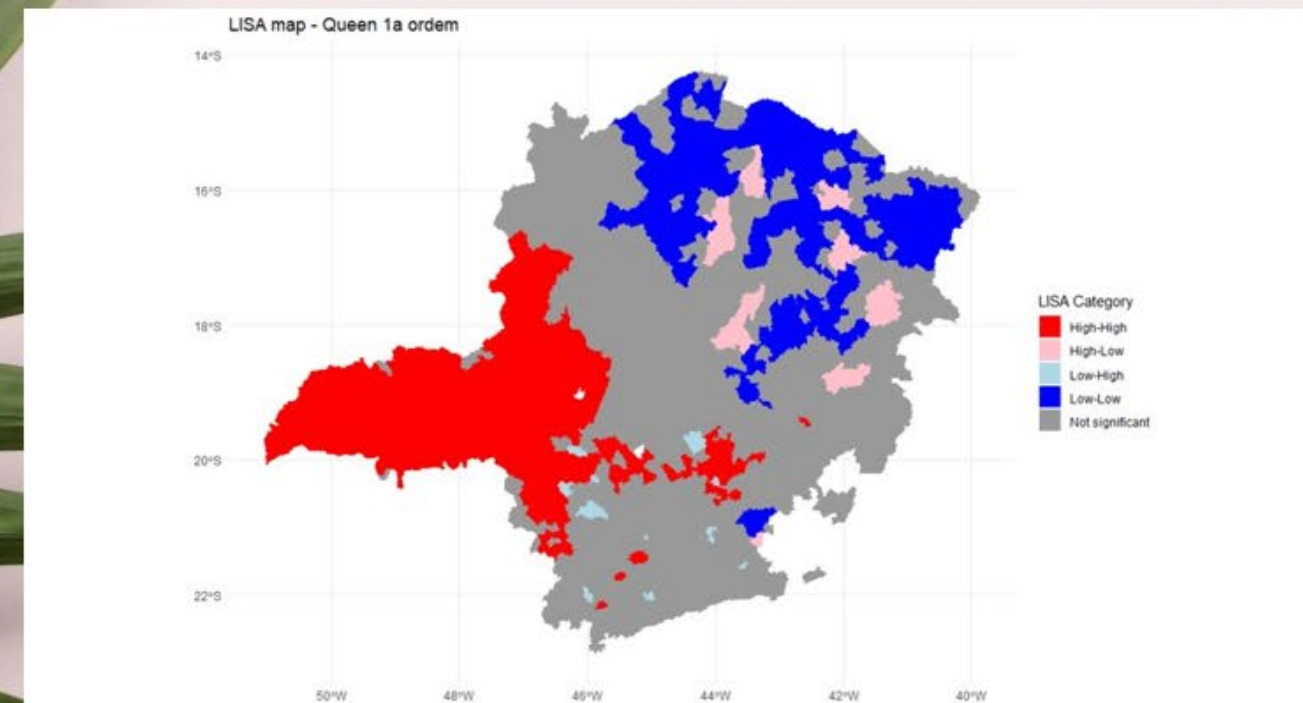 LISA map - Queen 1a ordem
14°S
16°S
18°S
20°S
22°S
50°W
48°W
46°W
44°W
42°W
40°W
LISA Category
High-High
High-Low
Low-High
Low-Low
Not significant